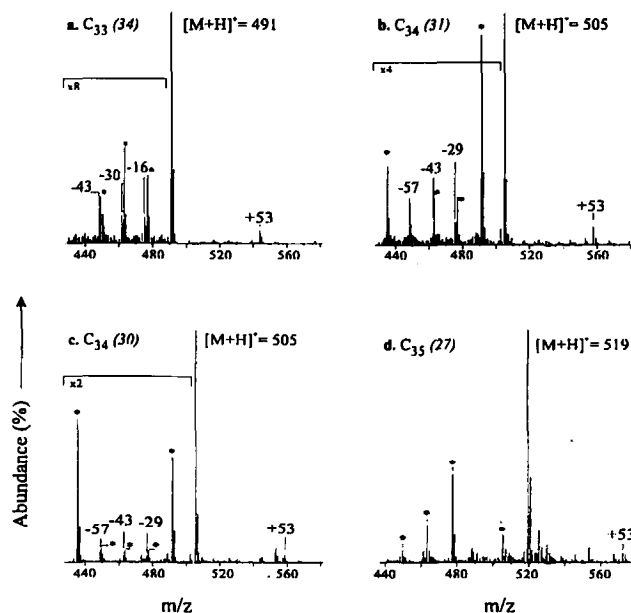 a. C33 (34) [M+H]+= 491
x8
-43
-30
-16
+53
440 480 520 560
b. C34 (31) [M+H]+= 505
x4
-57
-43
-29
+53
440 480 520 560
Abundance (%)
c. C34 (30) [M+H]+= 505
x2
-57
-43
-29
+53
440 480 520 560
m/z
d. C35 (27) [M+H]+= 519
+53
440 480 520 560
m/z